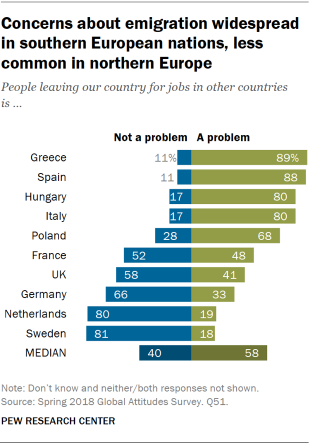 Concerns about emigration widespread
in southern European nations, less
common in northern Europe
People leaving our country for jobs in other countries
is ...
Not a problem A problem
Greece 11% 89%
Spain 11 88
Hungary 17 80
Italy 17 80
Poland 28 68
France 52 48
UK 58 41
Germany 66 33
Netherlands 80 19
Sweden 81 18
MEDIAN 40 58
Note: Don’t know and neither/both responses not shown.
Source: Spring 2018 Global Attitudes Survey. Q51.
PEW RESEARCH CENTER